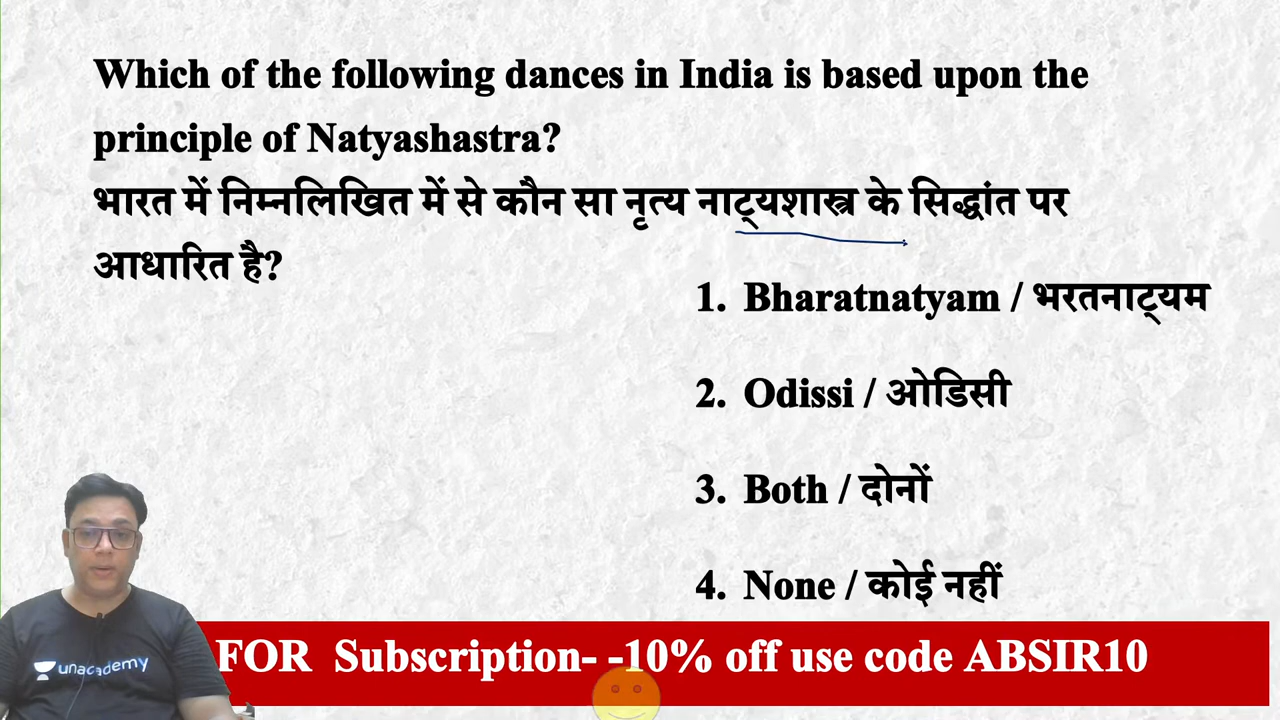 Which of the following dances in India is based upon the
principle of Natyashastra?
भारत में निम्नलिखित में से कौन सा नृत्य नाट्यशास्त्र के सिद्धांत पर
आधारित है?
1. Bharatnatyam / भरतनाट्यम
2. Odissi / ओडिसी
3. Both / दोनों
4. None / कोई नहीं
unacademy
FOR Subscription- -10% off use code ABSIR10